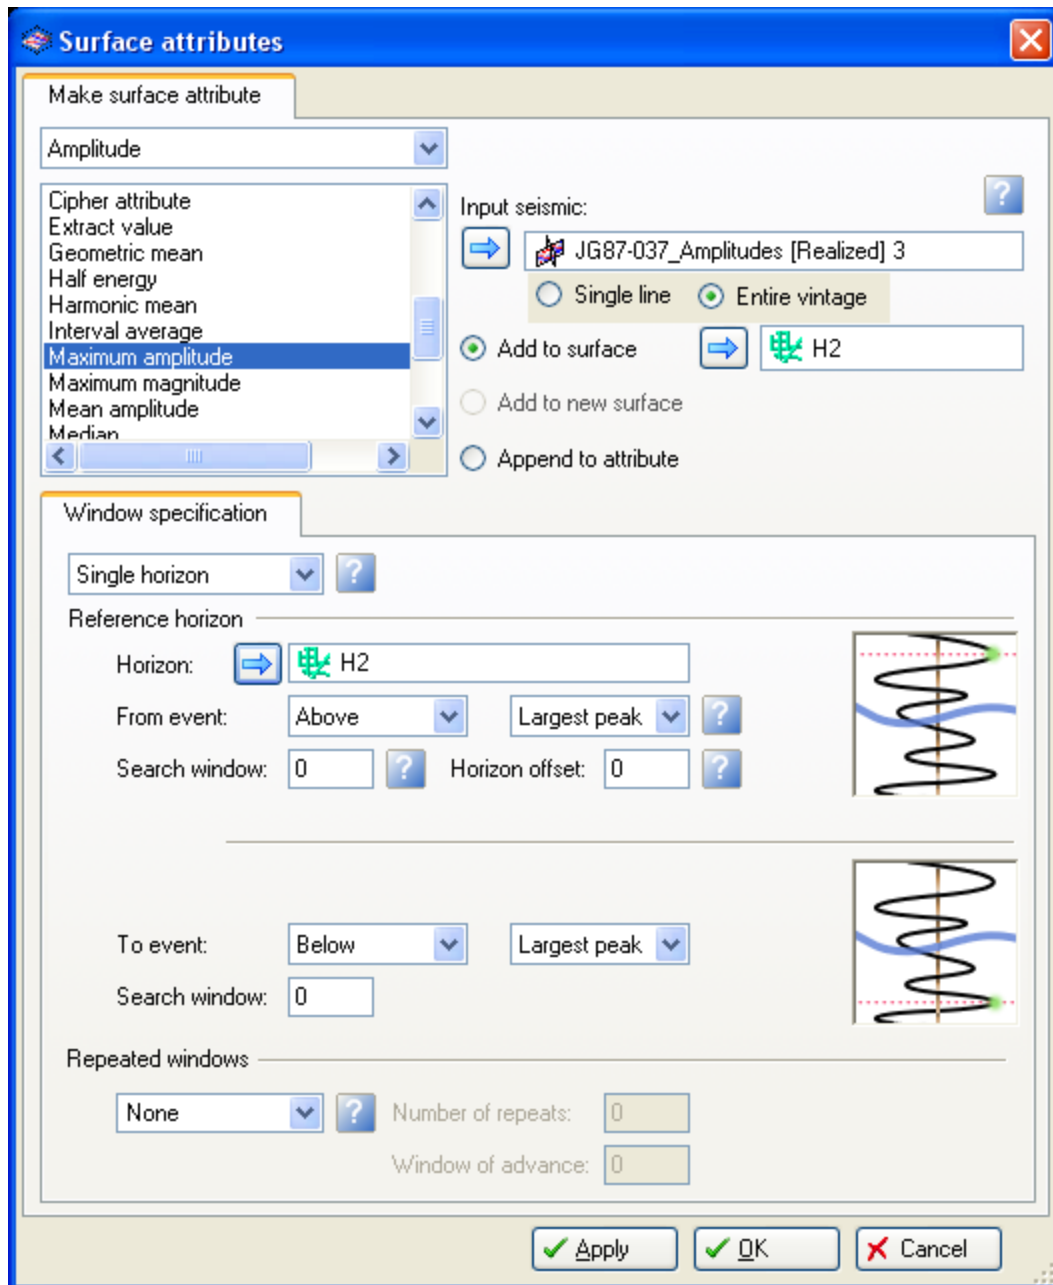 Surface attributes
Make surface attribute
Amplitude
Cipher attribute
Extract value
Geometric mean
Half energy
Harmonic mean
Interval average
Maximum amplitude
Maximum magnitude
Mean amplitude
Median
?
Input seismic:
JG87-037_Amplitudes [Realized] 3
Single line Entire vintage
Add to surface H2
Add to new surface
Append to attribute
Window specification
Single horizon ?
Reference horizon
Horizon: H2
From event: Above Largest peak ?
Search window: 0 ? Horizon offset: 0 ?
To event: Below Largest peak
Search window: 0
Repeated windows
None ? Number of repeats: 0
Window of advance: 0
Apply OK Cancel